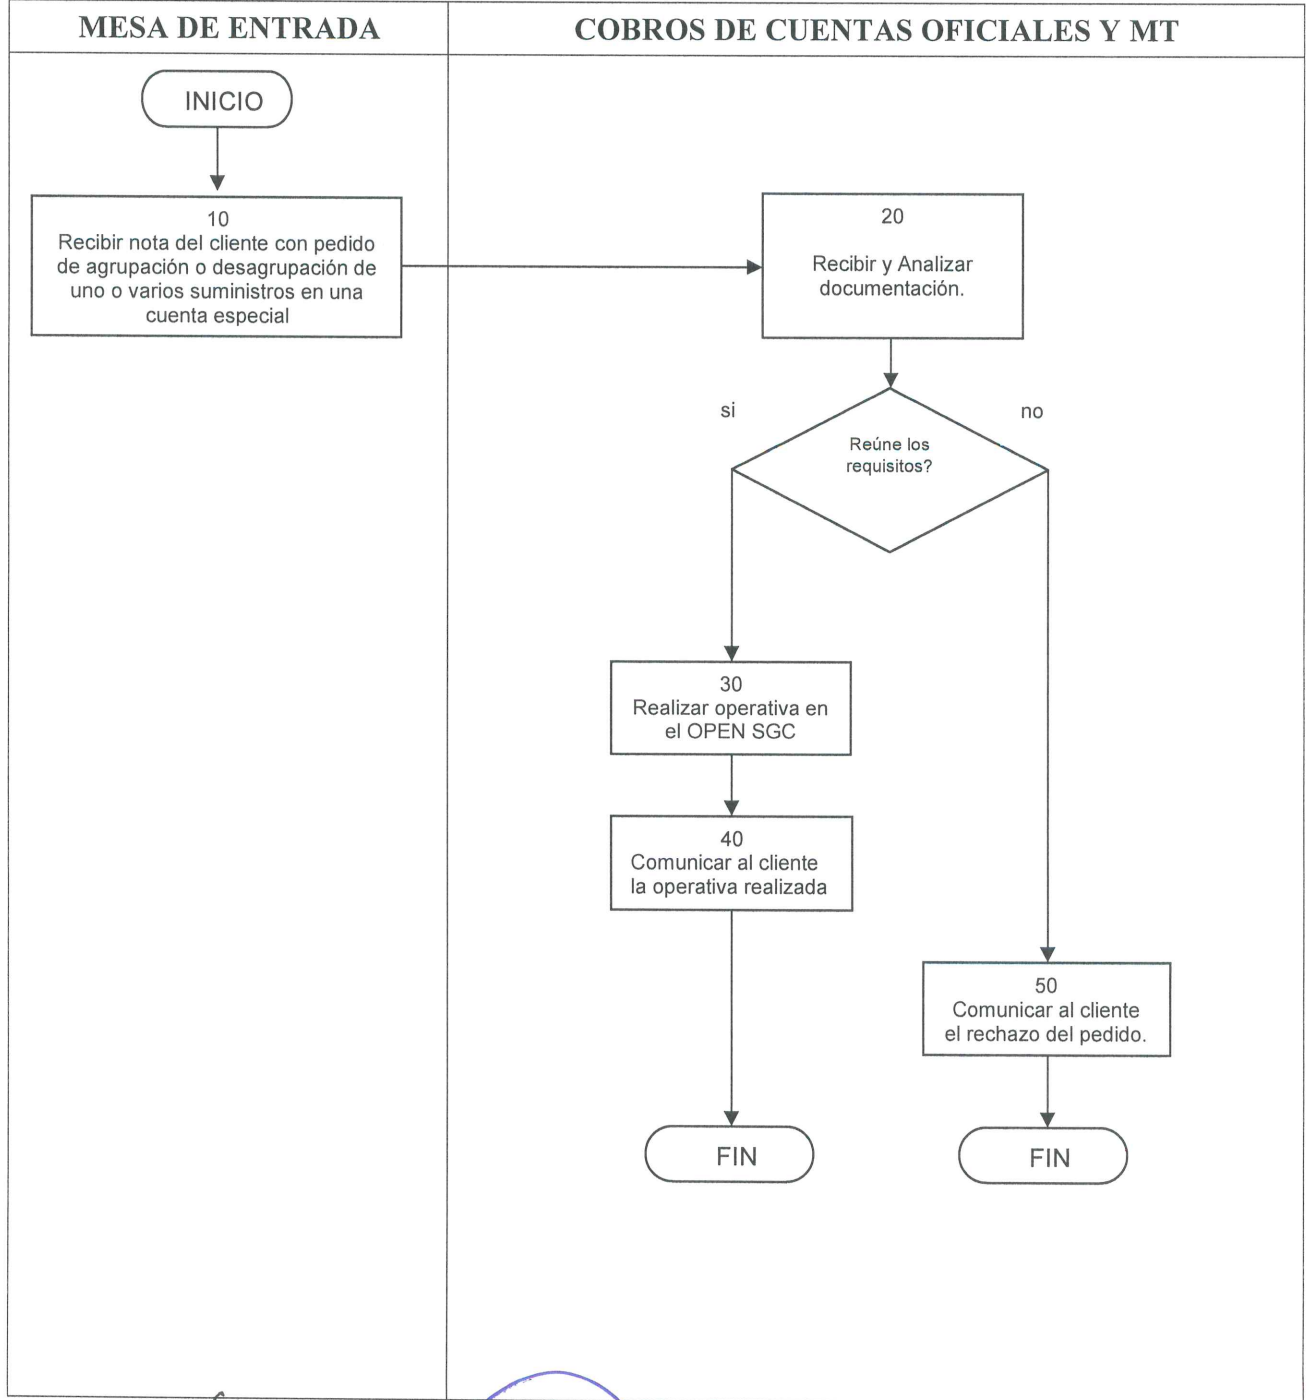 MESA DE ENTRADA
COBROS DE CUENTAS OFICIALES Y MT
INICIO
10
Recibir nota del cliente con pedido
de agrupación o desagrupación de
uno o varios suministros en una
cuenta especial
20
Recibir y Analizar
documentación.
si
no
Reúne los
requisitos?
30
Realizar operativa en
el OPEN SGC
40
Comunicar al cliente
la operativa realizada
50
Comunicar al cliente
el rechazo del pedido.
FIN
FIN